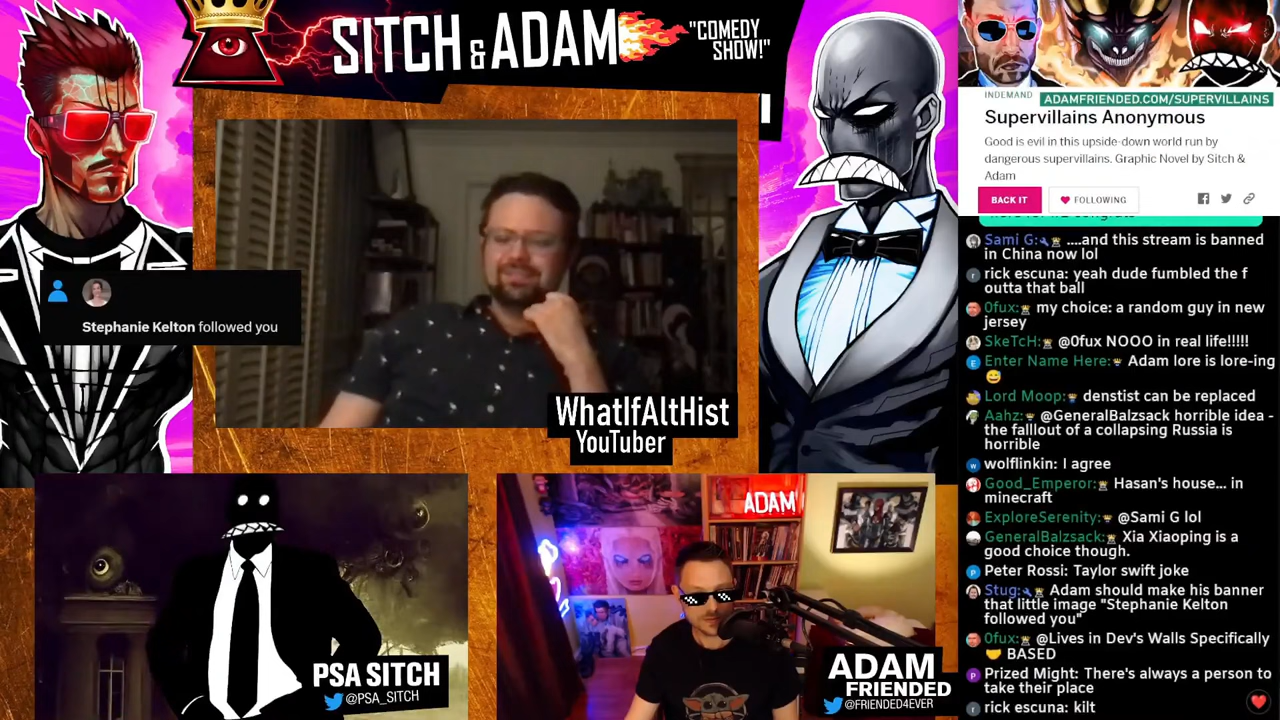 SITCH & ADAM
"COMEDY
SHOW!"
Stephanie Kelton followed you
WhatIfAltHist
YouTuber
PSA SITCH
@PSA_SITCH
ADAM
ADAM
FRIENDED
@FRIENDED4EVER
INDEMAND
ADAMFRIENDED.COM/SUPERVILLAINS
Supervillains Anonymous
Good is evil in this upside-down world run by
dangerous supervillains. Graphic Novel by Sitch &
Adam
BACK IT
FOLLOWING
Sami G: ....and this stream is banned
in China now lol
rick escuna: yeah dude fumbled the f
outta that ball
0fux: my choice: a random guy in new
jersey
SkeTcH: @0fux NOOO in real life!!!!!
Enter Name Here: Adam lore is lore-ing
😅
Lord Moop: denstist can be replaced
Aahz: @GeneralBalzsack horrible idea -
the falllout of a collapsing Russia is
horrible
wolflinkin: I agree
Good_Emperor: Hasan's house... in
minecraft
ExploreSerenity: @Sami G lol
GeneralBalzsack: Xia Xiaoping is a
good choice though.
Peter Rossi: Taylor swift joke
Stug: Adam should make his banner
that little image "Stephanie Kelton
followed you"
0fux: @Lives in Dev's Walls Specifically
🤝 BASED
Prized Might: There's always a person to
take their place
rick escuna: kilt